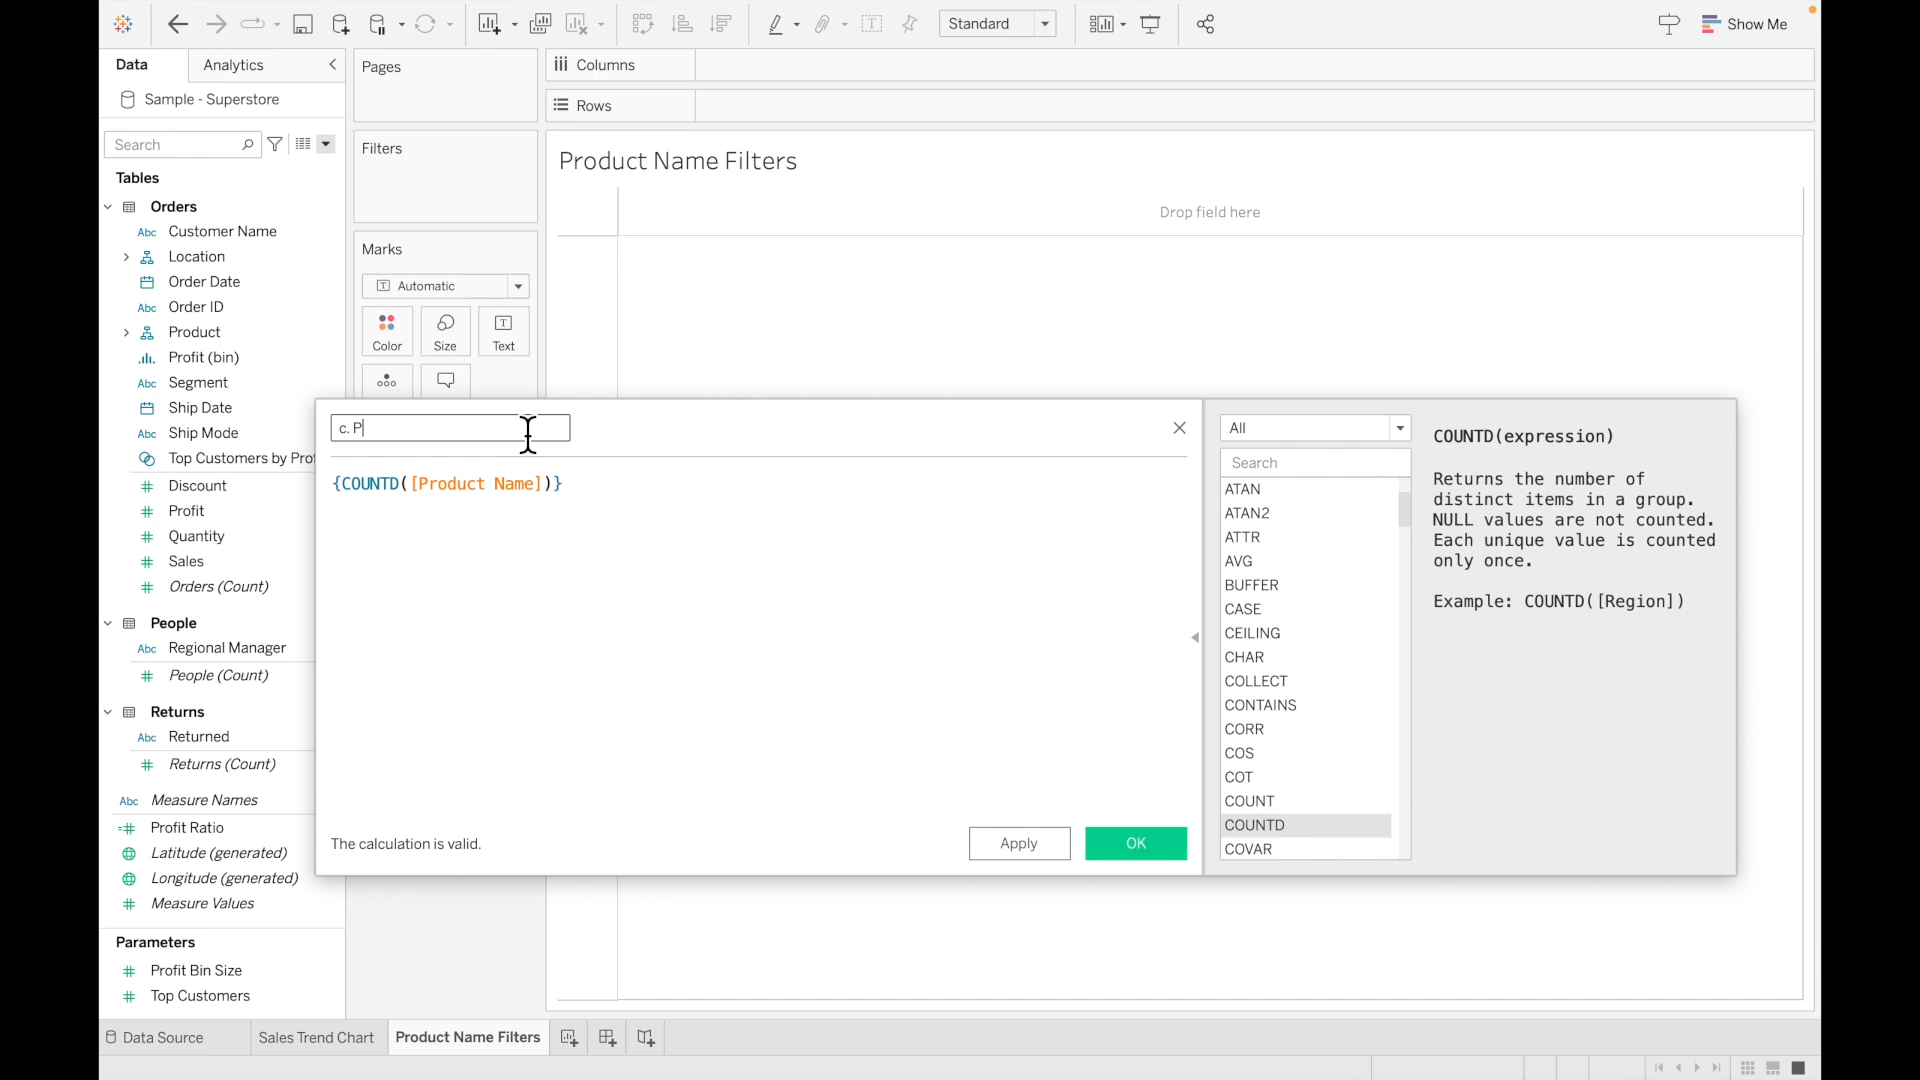 Standard
Show Me
Data
Analytics
Sample - Superstore
Search
Tables
Orders
Abc Customer Name
Location
Order Date
Abc Order ID
Product
Profit (bin)
Abc Segment
Ship Date
Abc Ship Mode
Top Customers by Prof
Discount
Profit
Quantity
Sales
Orders (Count)
People
Abc Regional Manager
People (Count)
Returns
Abc Returned
Returns (Count)
Abc Measure Names
Profit Ratio
Latitude (generated)
Longitude (generated)
Measure Values
Parameters
Profit Bin Size
Top Customers
Pages
Filters
Marks
Automatic
Color
Size
Text
Columns
Rows
Product Name Filters
Drop field here
c. P
{COUNTD([Product Name])}
The calculation is valid.
Apply
OK
All
Search
ATAN
ATAN2
ATTR
AVG
BUFFER
CASE
CEILING
CHAR
COLLECT
CONTAINS
CORR
COS
COT
COUNT
COUNTD
COVAR
COUNTD(expression)
Returns the number of
distinct items in a group.
NULL values are not counted.
Each unique value is counted
only once.
Example: COUNTD([Region])
Data Source
Sales Trend Chart
Product Name Filters